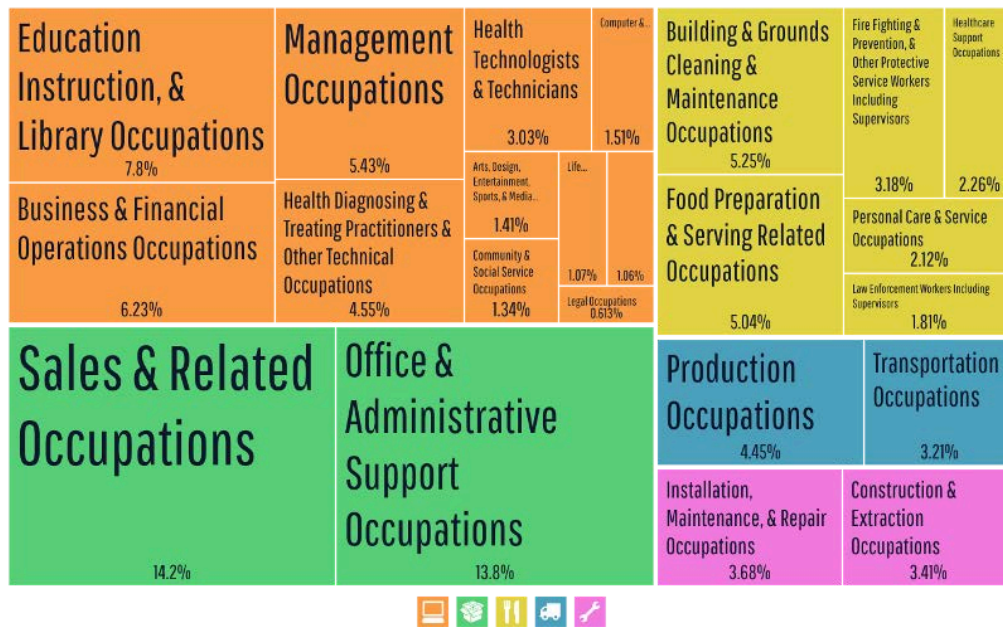 Education
Instruction, &
Library Occupations
7.8%
Management
Occupations
5.43%
Health
Technologists
& Technicians
3.03%
Computer &...
1.51%
Business & Financial
Operations Occupations
6.23%
Health Diagnosing &
Treating Practitioners &
Other Technical
Occupations
4.55%
Arts, Design,
Entertainment,
Sports, & Media...
1.41%
Community &
Social Service
Occupations
1.34%
Life...
1.07%
1.06%
Legal Occupations
0.613%
Building & Grounds
Cleaning &
Maintenance
Occupations
5.25%
Fire Fighting &
Prevention, &
Other Protective
Service Workers
Including
Supervisors
3.18%
Healthcare
Support
Occupations
2.26%
Food Preparation
& Serving Related
Occupations
5.04%
Personal Care & Service
Occupations
2.12%
Law Enforcement Workers Including
Supervisors
1.81%
Sales & Related
Occupations
14.2%
Office &
Administrative
Support
Occupations
13.8%
Production
Occupations
4.45%
Transportation
Occupations
3.21%
Installation,
Maintenance, & Repair
Occupations
3.68%
Construction &
Extraction
Occupations
3.41%